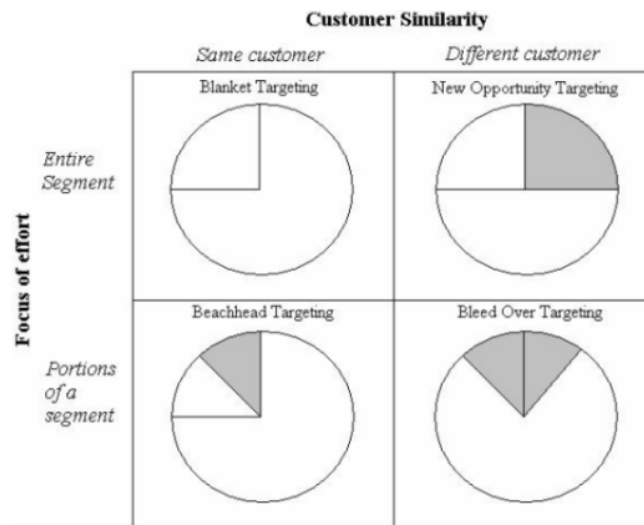 Customer Similarity
Same customer
Different customer
Blanket Targeting
New Opportunity Targeting
Entire
Segment
Focus of effort
Beachhead Targeting
Bleed Over Targeting
Portions
of a
segment